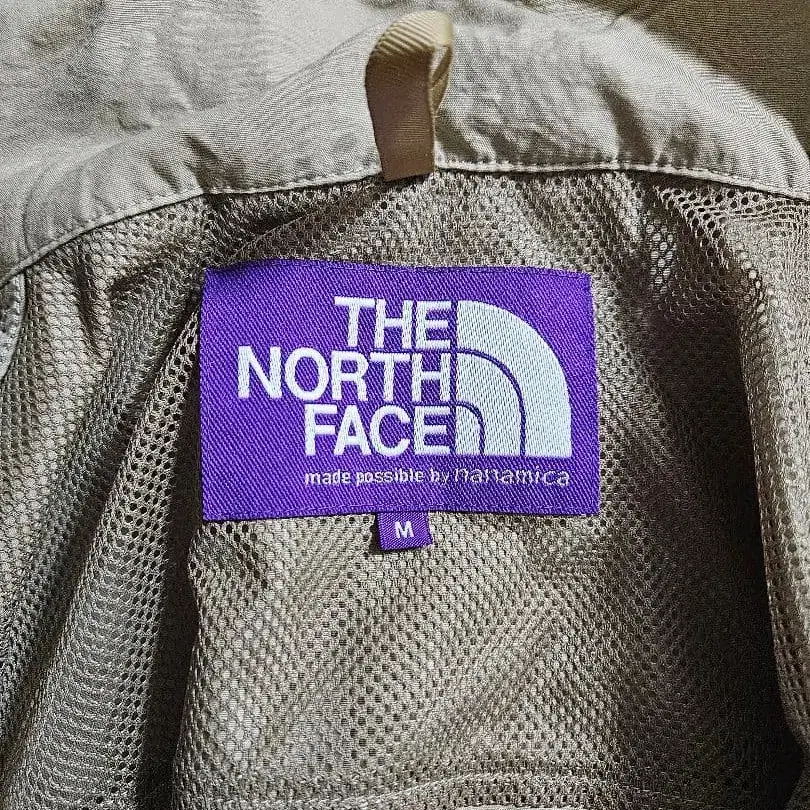 THE
NORTH
FACE
made possible by nanamica
M